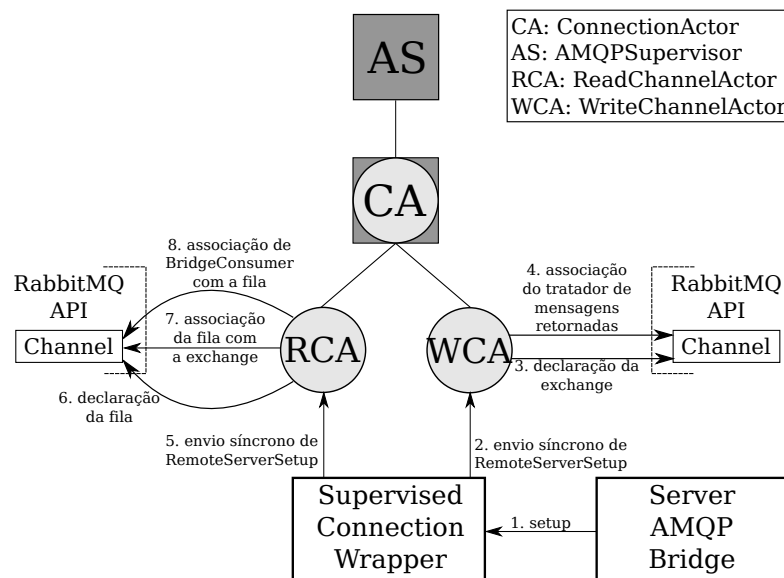 AS
CA: ConnectionActor
AS: AMQPSupervisor
RCA: ReadChannelActor
WCA: WriteChannelActor
CA
8. associação de
BridgeConsumer
com a fila
4. associação
do tratador de
mensagens
retornadas
RabbitMQ
API
Channel
7. associação
da fila com
a exchange
RCA
WCA
RabbitMQ
API
Channel
3. declaração da
exchange
6. declaração
da fila
5. envio síncrono de
RemoteServerSetup
2. envio síncrono de
RemoteServerSetup
Supervised
Connection
Wrapper
1. setup
Server
AMQP
Bridge